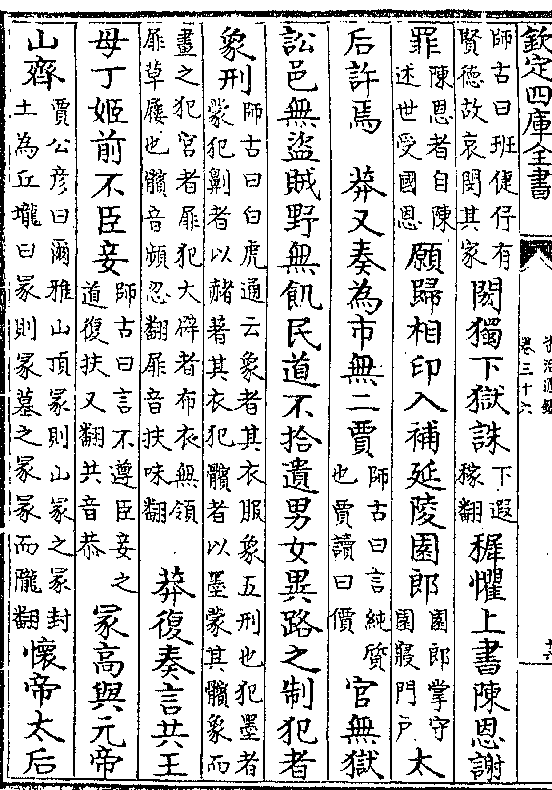 欽定四庫全書
卷三十六
師古曰班倢伃有賢徳故哀閔其家閎獨下獄誅下遐稼翻穉懼上書陳恩謝
罪陳恩者自陳述世受國恩願歸相印入補延陵園郎園郎掌守園寢門户太
后許焉 莽又奏為市無二賈師古曰言純質也賈讀曰價官無獄
訟邑無盜賊野無飢民道不拾遺男女異路之制犯者
象刑師古曰白虎通云象者其衣服象五刑也犯墨者蒙犯劓者以赭著其衣犯髕者以墨蒙其髕象而
畫之犯宮者屝犯大辟者布衣無領屝草屨也髕音頻忍翻屝音扶味翻 莽復奏言共王
母丁姬前不臣妾師古曰言不遵臣妾之道復扶又翻共音恭冢高與元帝
山齊賈公彦曰爾雅山頂冢則山冢之冢封土為丘壠曰冢則冢墓之冢冢而隴翻懷帝太后